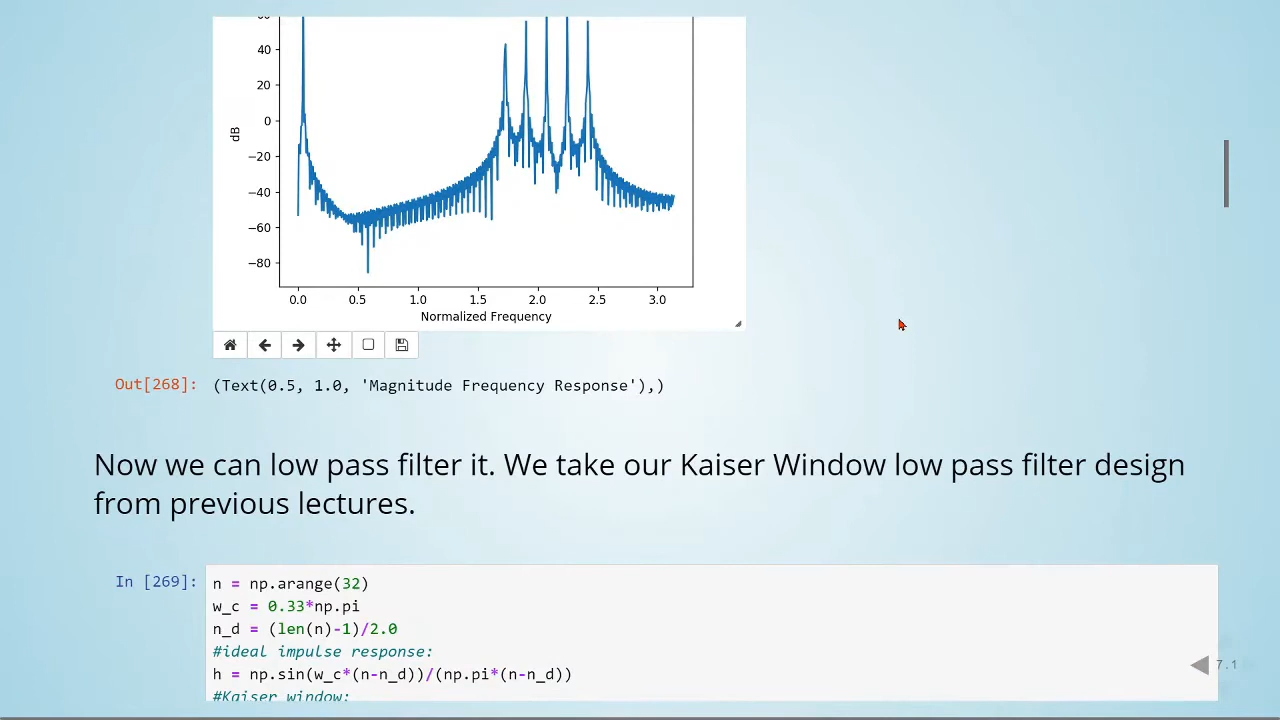 40
20
0
−20
−40
−60
−80
dB
0.0 0.5 1.0 1.5 2.0 2.5 3.0
Normalized Frequency
Out[268]: (Text(0.5, 1.0, 'Magnitude Frequency Response'),)
Now we can low pass filter it. We take our Kaiser Window low pass filter design
from previous lectures.
In [269]: n = np.arange(32)
w_c = 0.33*np.pi
n_d = (len(n)-1)/2.0
#ideal impulse response:
h = np.sin(w_c*(n-n_d))/(np.pi*(n-n_d))
#Kaiser window:
7.1